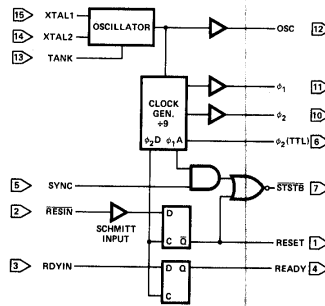 15 XTAL1
OSCILLATOR
OSC 12
14 XTAL2
13 TANK
CLOCK
GEN.
÷9
ϕ1 11
ϕ2 10
ϕ2D ϕ1A
ϕ2(TTL) 6
5 SYNC
STSTB 7
2 RESIN
SCHMITT
INPUT
D
C Q
RESET 1
3 RDYIN
D Q
READY 4
C